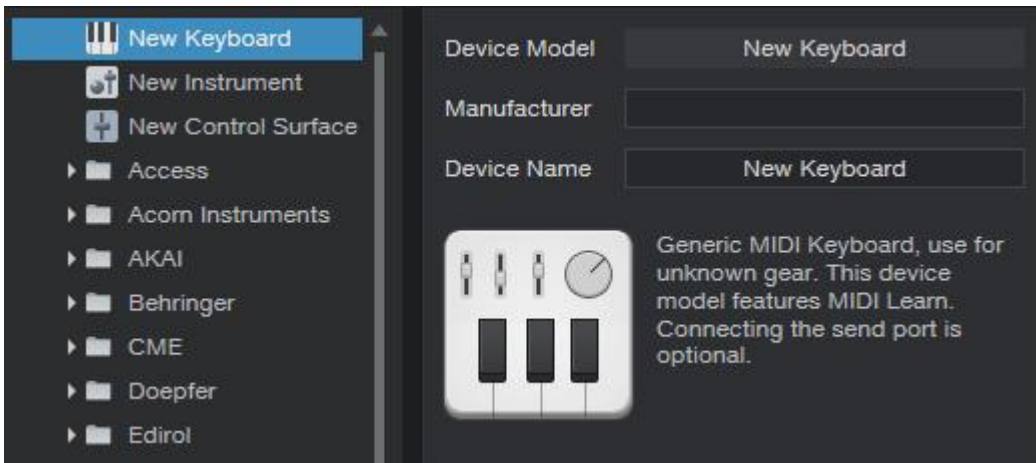 New Keyboard
New Instrument
New Control Surface
Access
Acorn Instruments
AKAI
Behringer
CME
Doepfer
Edirol
Device Model New Keyboard
Manufacturer
Device Name New Keyboard
Generic MIDI Keyboard, use for
unknown gear. This device
model features MIDI Learn.
Connecting the send port is
optional.